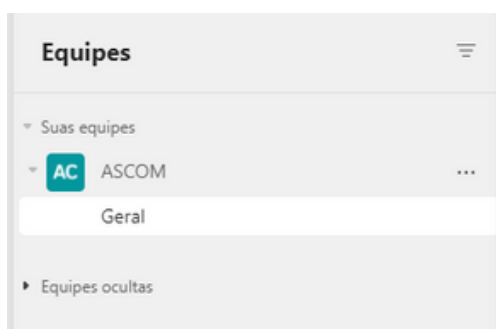 Equipes
Suas equipes
AC ASCOM ...
Geral
Equipes ocultas